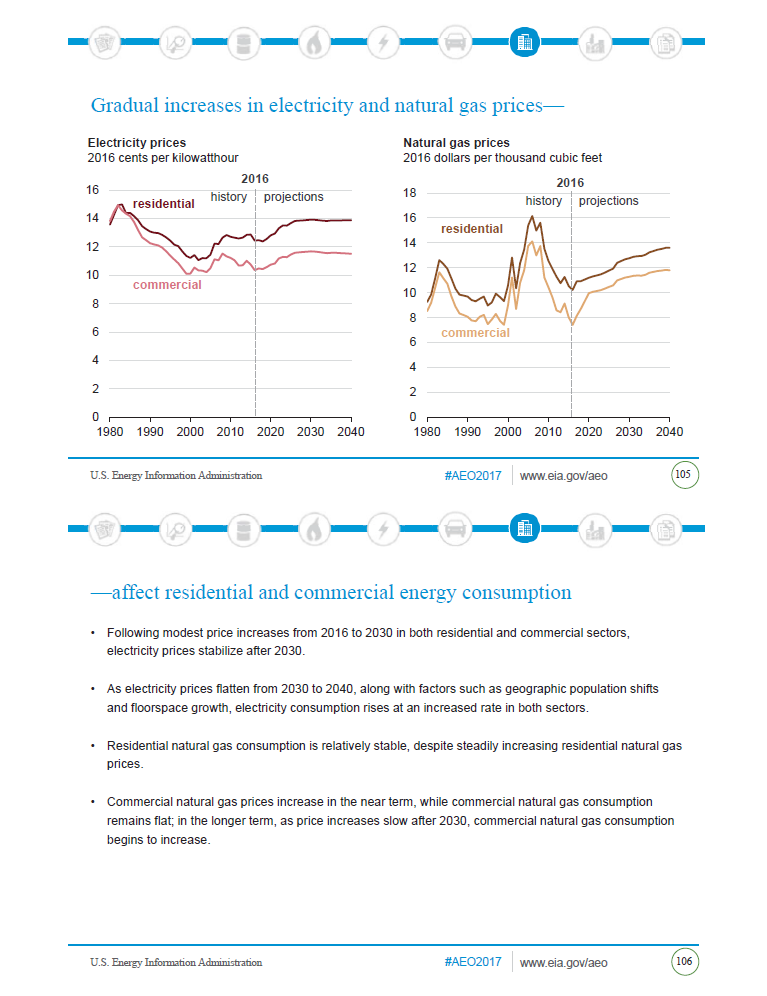 Gradual increases in electricity and natural gas prices—
Electricity prices
2016 cents per kilowatthour
2016
history
projections
residential
commercial
16
14
12
10
8
6
4
2
0
1980 1990 2000 2010 2020 2030 2040
Natural gas prices
2016 dollars per thousand cubic feet
2016
history
projections
residential
commercial
18
16
14
12
10
8
6
4
2
0
1980 1990 2000 2010 2020 2030 2040
U.S. Energy Information Administration
#AEO2017
www.eia.gov/aeo
105
—affect residential and commercial energy consumption
• Following modest price increases from 2016 to 2030 in both residential and commercial sectors,
electricity prices stabilize after 2030.
• As electricity prices flatten from 2030 to 2040, along with factors such as geographic population shifts
and floorspace growth, electricity consumption rises at an increased rate in both sectors.
• Residential natural gas consumption is relatively stable, despite steadily increasing residential natural gas
prices.
• Commercial natural gas prices increase in the near term, while commercial natural gas consumption
remains flat; in the longer term, as price increases slow after 2030, commercial natural gas consumption
begins to increase.
U.S. Energy Information Administration
#AEO2017
www.eia.gov/aeo
106